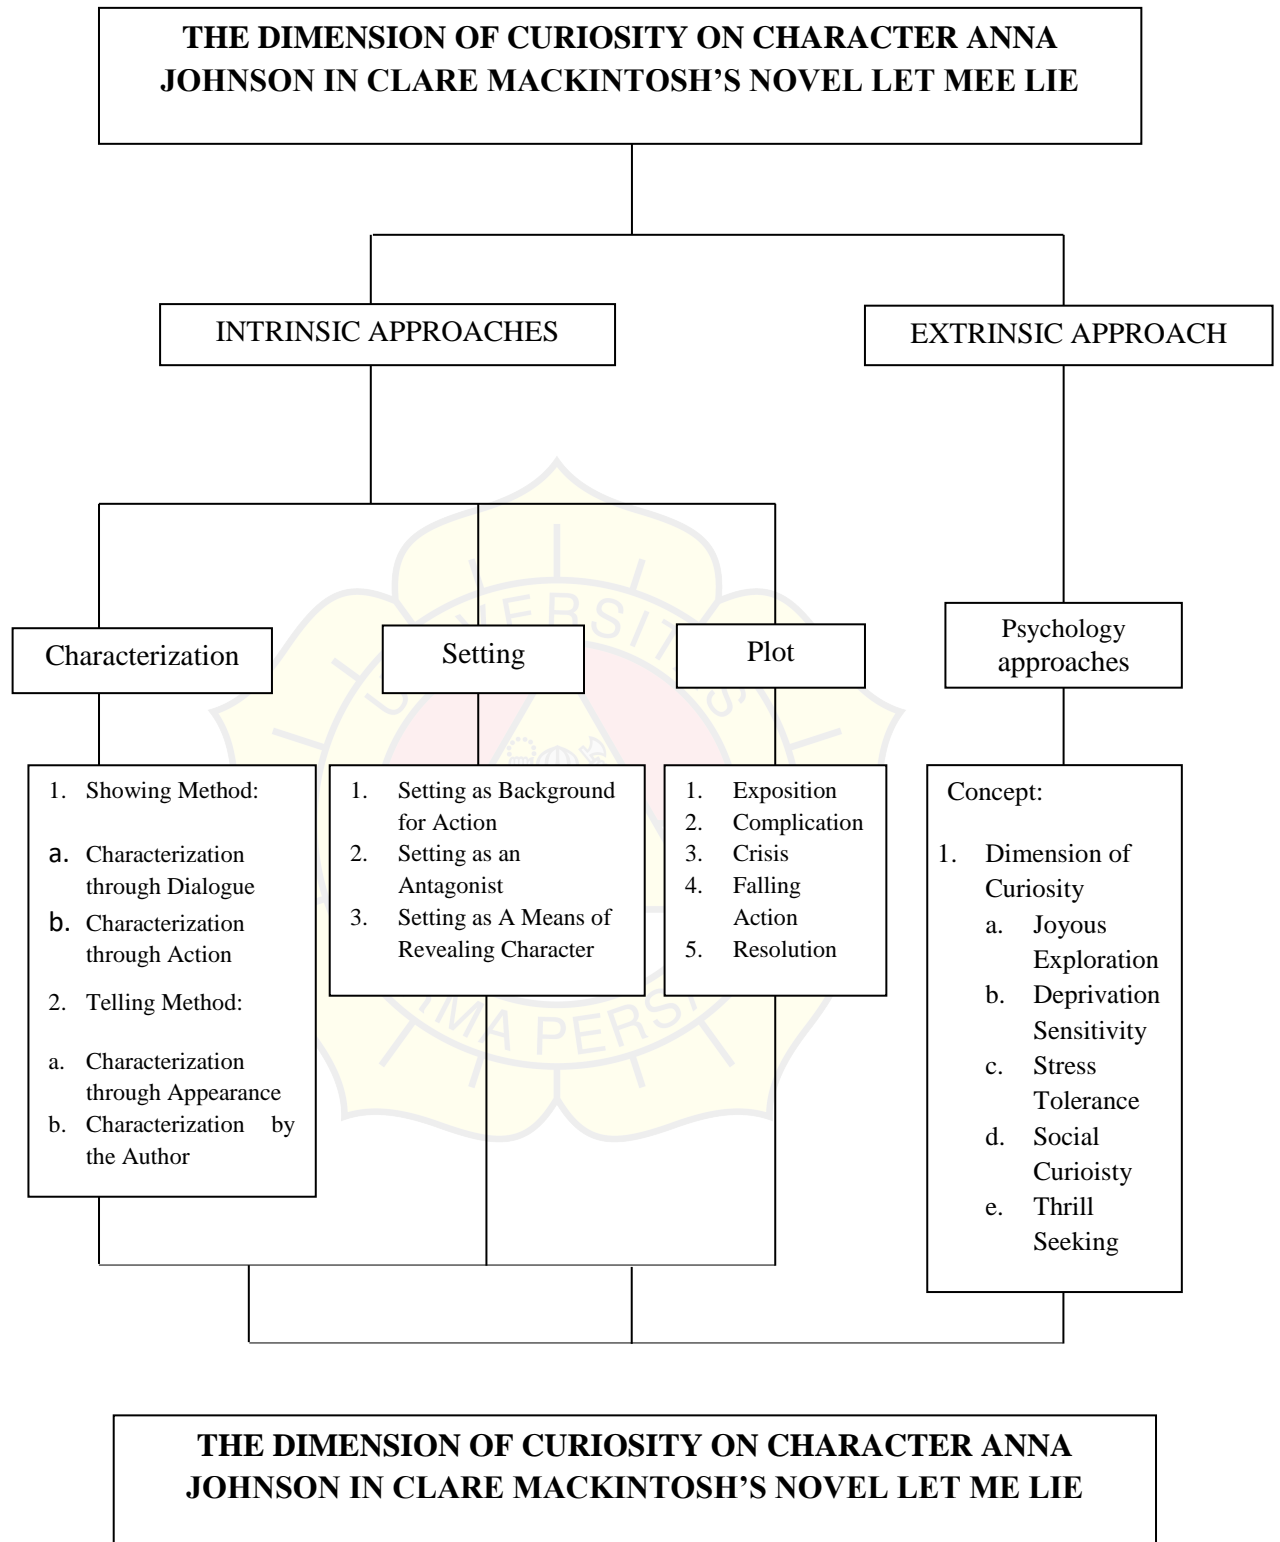 THE DIMENSION OF CURIOSITY ON CHARACTER ANNA
JOHNSON IN CLARE MACKINTOSH'S NOVEL LET MEE LIE
INTRINSIC APPROACHES
EXTRINSIC APPROACH
Characterization
Setting
Plot
Psychology
approaches
1. Showing Method:
a. Characterization
through Dialogue
b. Characterization
through Action
2. Telling Method:
a. Characterization
through Appearance
b. Characterization by
the Author
1. Setting as Background
for Action
2. Setting as an
Antagonist
3. Setting as A Means of
Revealing Character
1. Exposition
2. Complication
3. Crisis
4. Falling
Action
5. Resolution
Concept:
1. Dimension of
Curiosity
a. Joyous
Exploration
b. Deprivation
Sensitivity
c. Stress
Tolerance
d. Social
Curioisty
e. Thrill
Seeking
THE DIMENSION OF CURIOSITY ON CHARACTER ANNA
JOHNSON IN CLARE MACKINTOSH'S NOVEL LET ME LIE